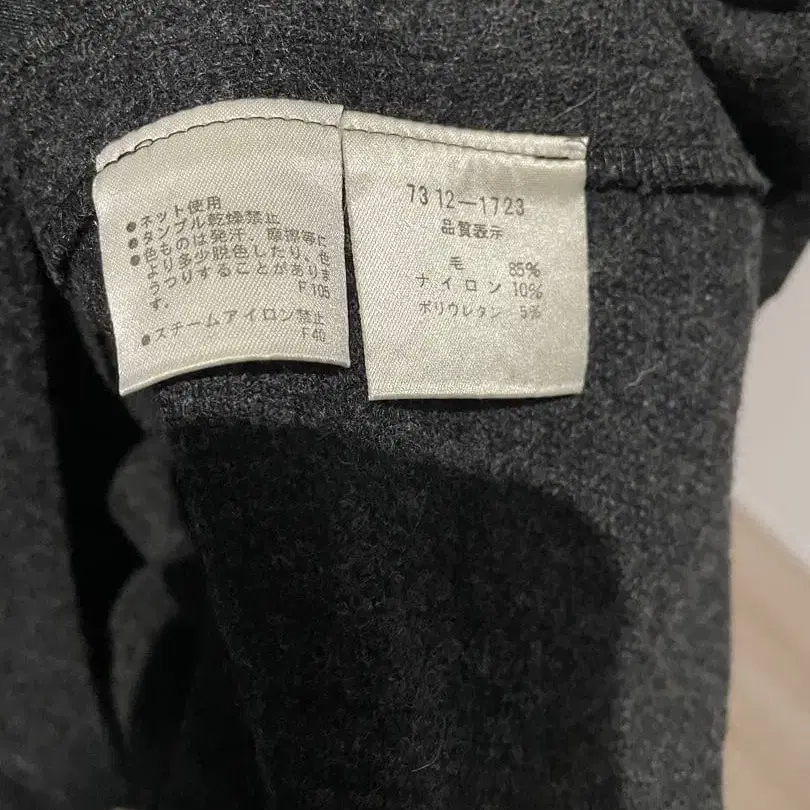 ●ネット使用
●タンブル乾燥禁止
●色ものは発汗、摩擦等に
より多少脱色したり、色
うつりすることがありま
す。
F105
●スチームアイロン禁止
F40
7312-1723
品質表示
毛 85%
ナイロン 10%
ポリウレタン 5%